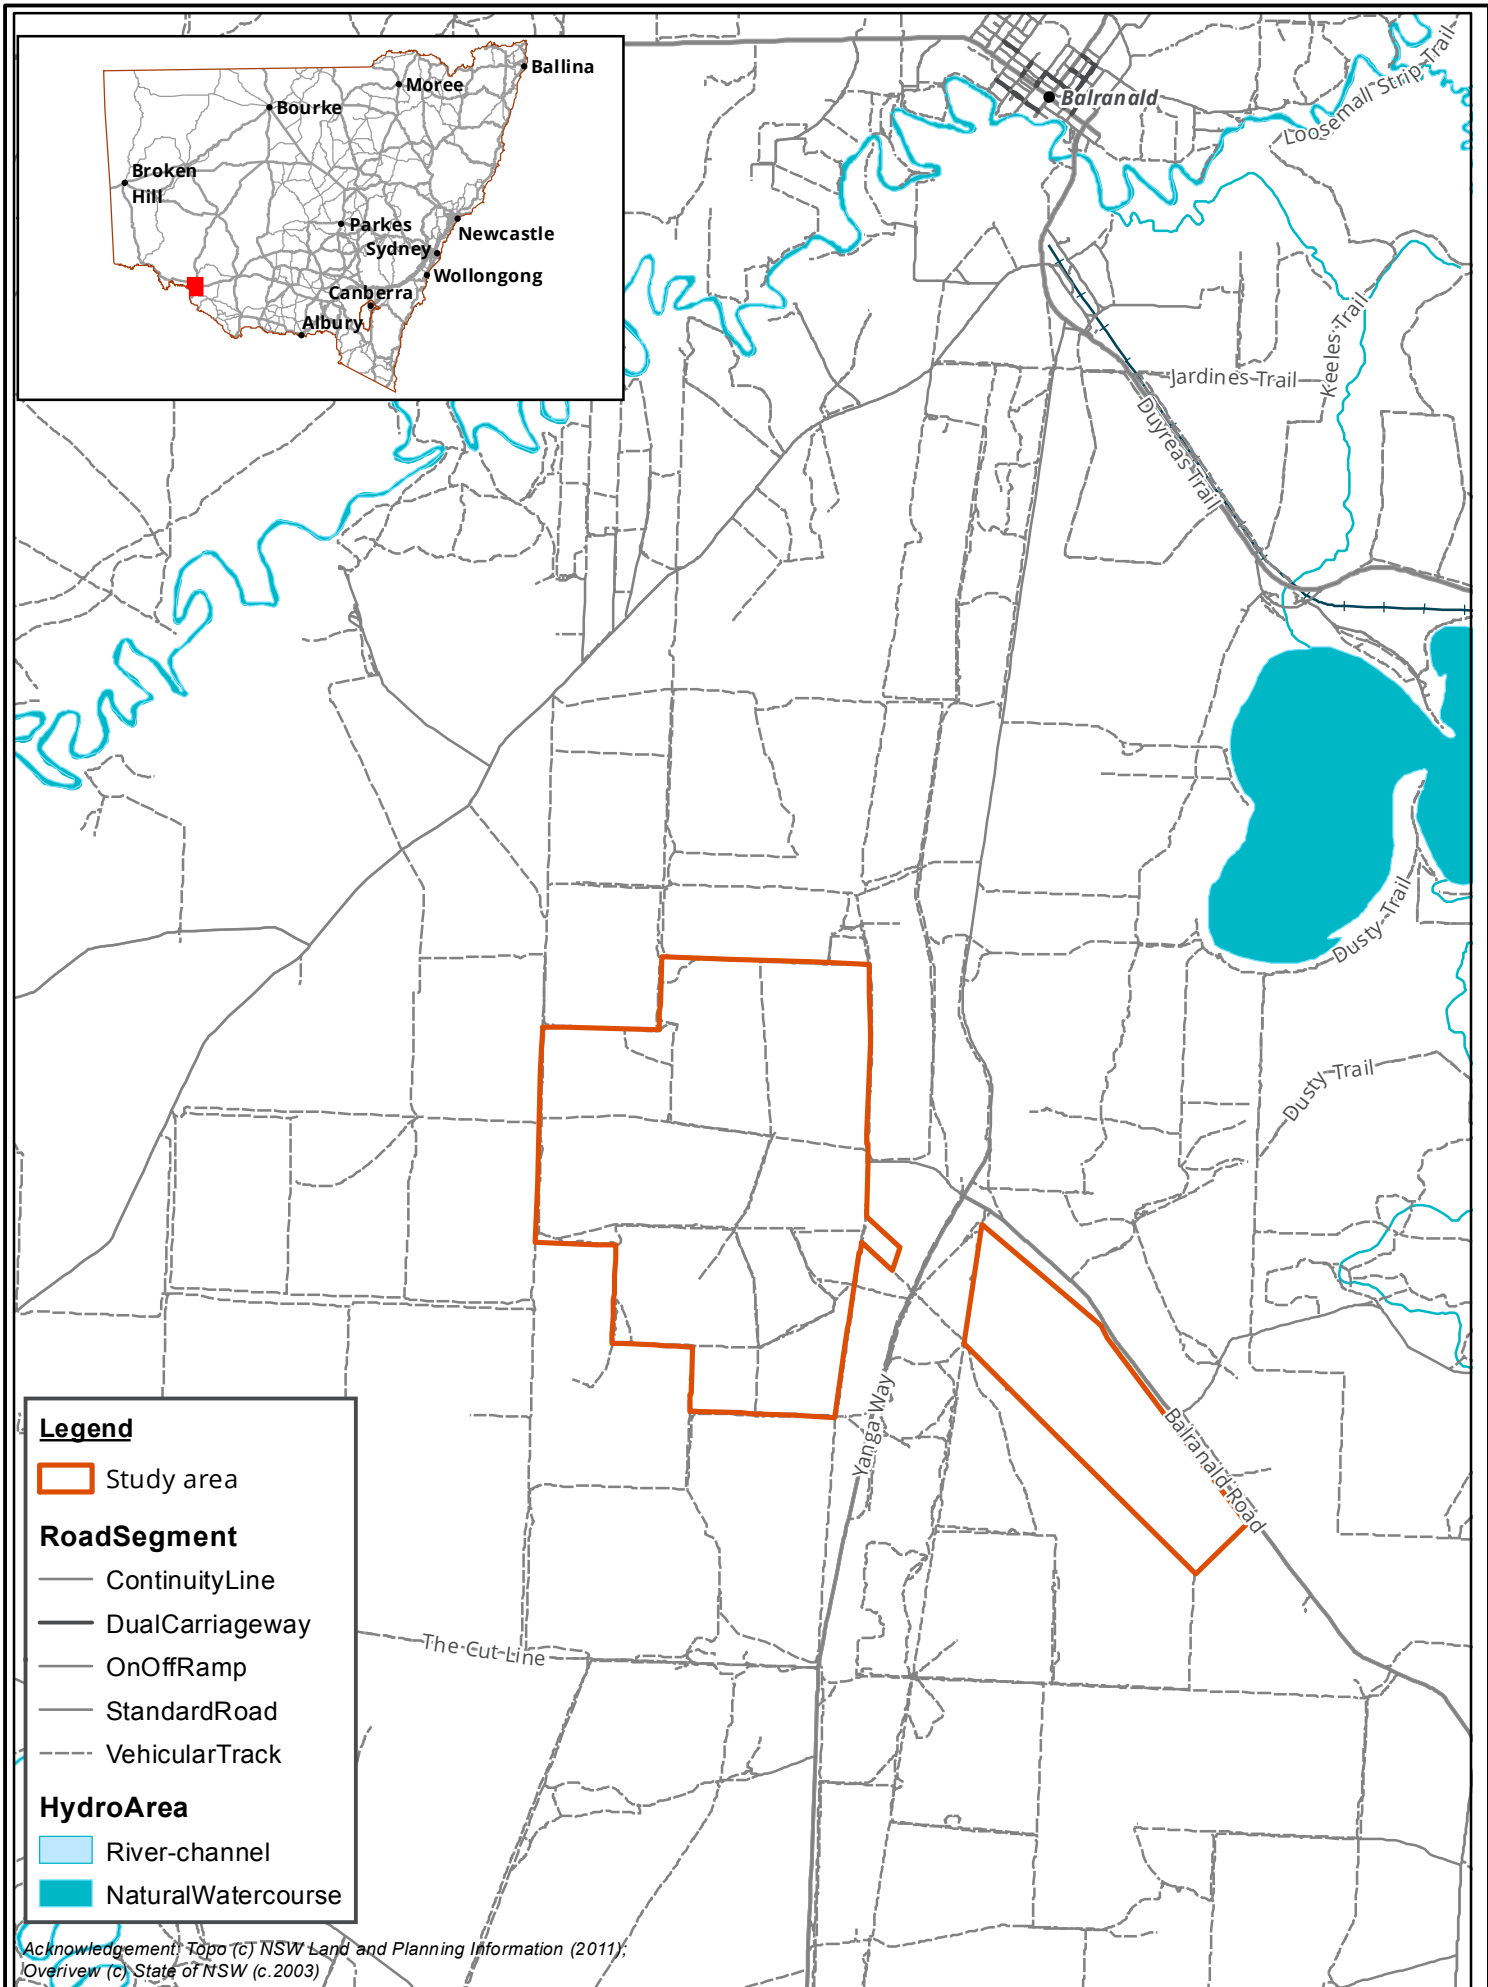 Ballina
Moree
Bourke
Broken
Hill
Parkes
Newcastle
Sydney
Wollongong
Canberra
Albury
Balranald
Loosemall Strip Trail
Keeles Trail
Jardines Trail
Duyreas Trail
Dusty Trail
Dusty Trail
Yanga Way
Balranald Road
The Cut Line
Legend
Study area
RoadSegment
ContinuityLine
DualCarriageway
OnOffRamp
StandardRoad
VehicularTrack
HydroArea
River-channel
NaturalWatercourse
Acknowledgement: Topo (c) NSW Land and Planning Information (2011);
Overivew (c) State of NSW (c.2003)